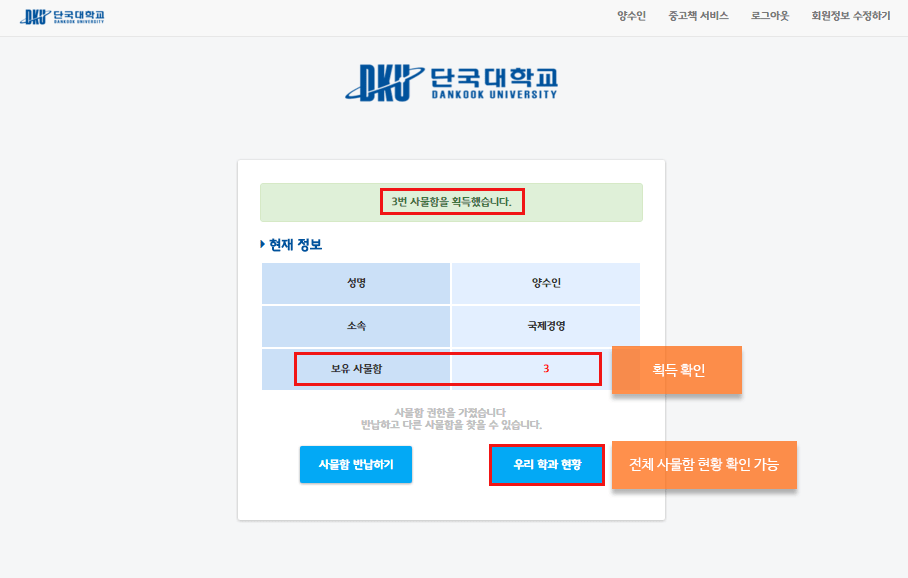 DKU 단국대학교
DANKOOK UNIVERSITY
양수인 중고책 서비스 로그아웃 회원정보 수정하기
DKU 단국대학교
DANKOOK UNIVERSITY
3번 사물함을 획득했습니다.
현재 정보
성명 양수인
소속 국제경영
보유 사물함 3
획득 확인
사물함 권한을 가졌습니다
반납하고 다른 사물함을 찾을 수 있습니다.
사물함 반납하기 우리 학과 현황
전체 사물함 현황 확인 가능